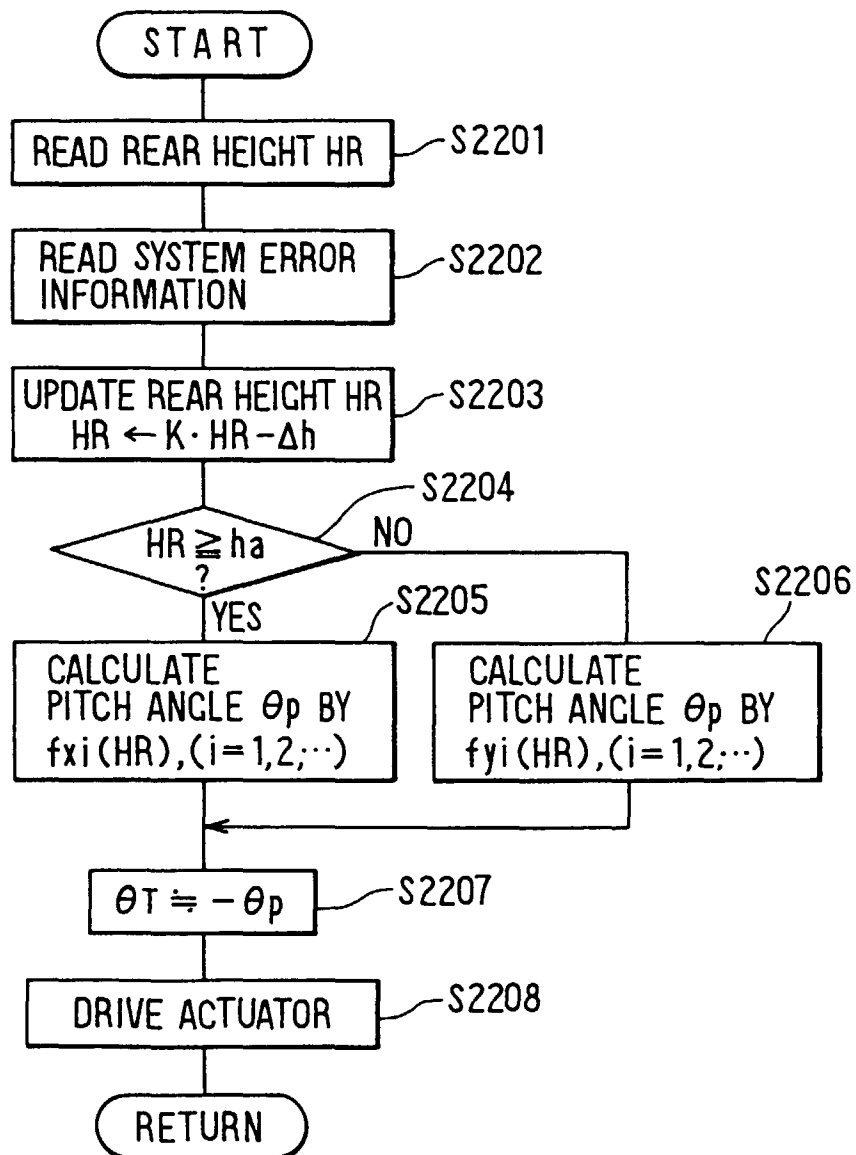 START
READ REAR HEIGHT HR
S2201
READ SYSTEM ERROR
INFORMATION
S2202
UPDATE REAR HEIGHT HR
HR ← K · HR – Δh
S2203
S2204
HR ≧ ha
?
NO
YES
S2205
CALCULATE
PITCH ANGLE θp BY
fxi(HR),(i=1,2;···)
S2206
CALCULATE
PITCH ANGLE θp BY
fyi(HR),(i=1,2;···)
θT ≒ – θp
S2207
DRIVE ACTUATOR
S2208
RETURN